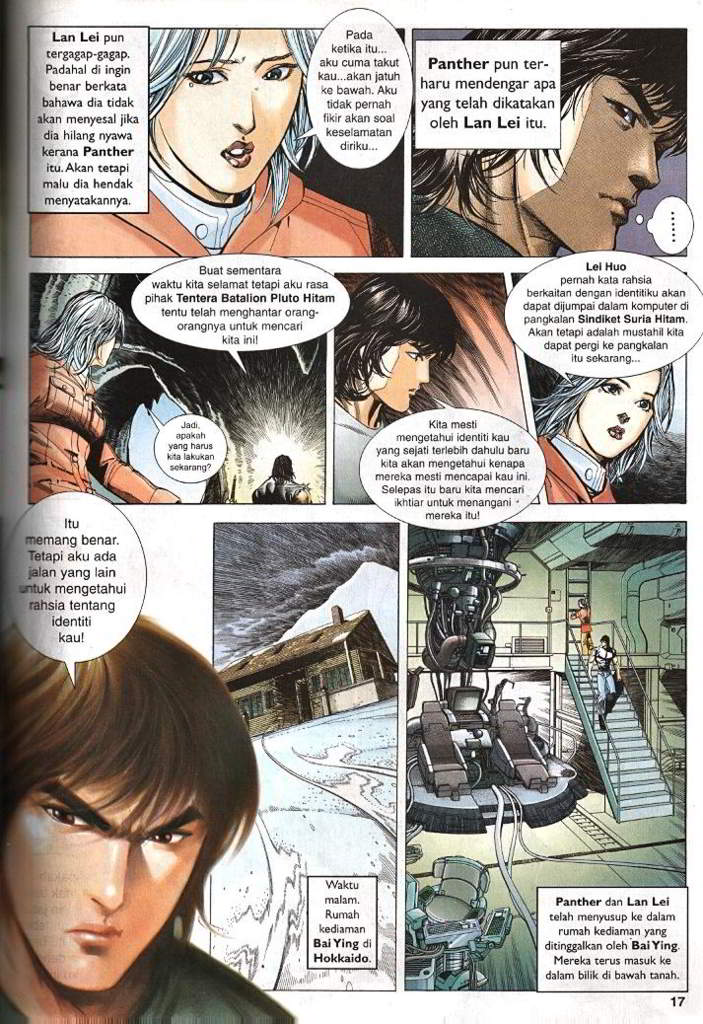 Lan Lei pun
tergagap-gagap.
Padahal di ingin
benar berkata
bahawa dia tidak
akan menyesal jika
dia hilang nyawa
kerana Panther
itu. Akan tetapi
malu dia hendak
menyatakannya.
Pada
ketika itu...
aku cuma takut
kau...akan jatuh
ke bawah. Aku
tidak pernah
fikir akan soal
keselamatan
diriku...
Panther pun ter-
haru mendengar apa
yang telah dikatakan
oleh Lan Lei itu.
......
Buat sementara
waktu kita selamat tetapi aku rasa
pihak Tentera Batalion Pluto Hitam
tentu telah menghantar orang-
orangnya untuk mencari
kita ini!
Jadi,
apakah
yang harus
kita lakukan
sekarang?
Kita mesti
mengetahui identiti kau
yang sejati terlebih dahulu baru
kita akan mengetahui kenapa
mereka mesti mencapai kau ini.
Selepas itu baru kita mencari
ikhtiar untuk menangani
mereka itu!
Lei Huo
pernah kata rahsia
berkaitan dengan identitiku akan
dapat dijumpai dalam komputer di
pangkalan Sindiket Suria Hitam.
Akan tetapi adalah mustahil kita
dapat pergi ke pangkalan
itu sekarang...
Itu
memang benar.
Tetapi aku ada
jalan yang lain
untuk mengetahui
rahsia tentang
identiti
kau!
Waktu
malam.
Rumah
kediaman
Bai Ying di
Hokkaido.
Panther dan Lan Lei
telah menyusup ke dalam
rumah kediaman yang
ditinggalkan oleh Bai Ying.
Mereka terus masuk ke
dalam bilik di bawah tanah.
17